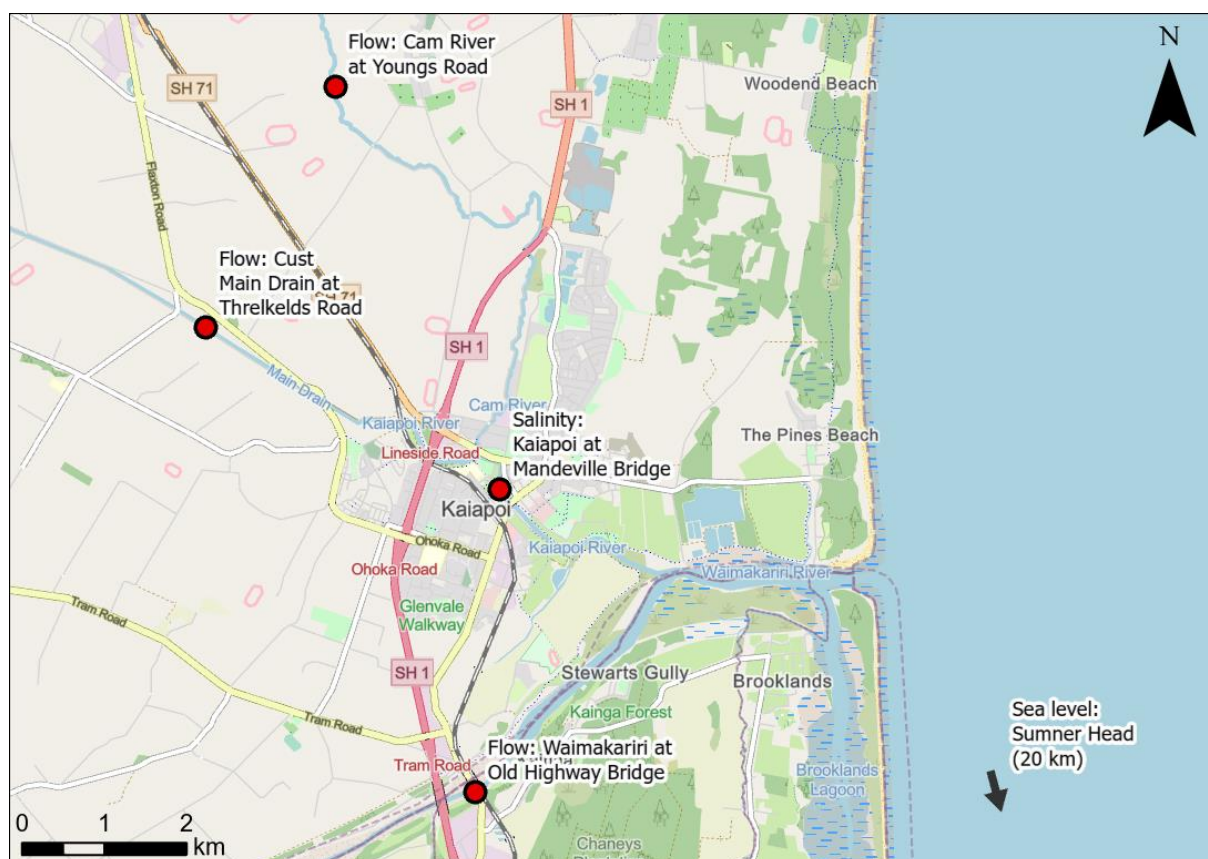 Flow: Cam River
at Youngs Road
N
SH 71
SH 1
Woodend Beach
Flaxton Road
Flow: Cust
Main Drain at
Threlkelds Road
SH 71
SH 1
Main Drain
Cam River
Kaiapoi River
Salinity:
Kaiapoi at
Mandeville Bridge
The Pines Beach
Lineside Road
Kaiapoi
Ohoka Road
Kaiapoi River
Ohoka Road
Waimakariri River
Tram Road
Glenvale
Walkway
SH 1
Stewarts Gully
Brooklands
Kainga Forest
Tram Road
Sea level:
Sumner Head
(20 km)
Flow: Waimakariri at
Old Highway Bridge
Tram Road
Brooklands
Lagoon
0 1 2
km
Chaneys